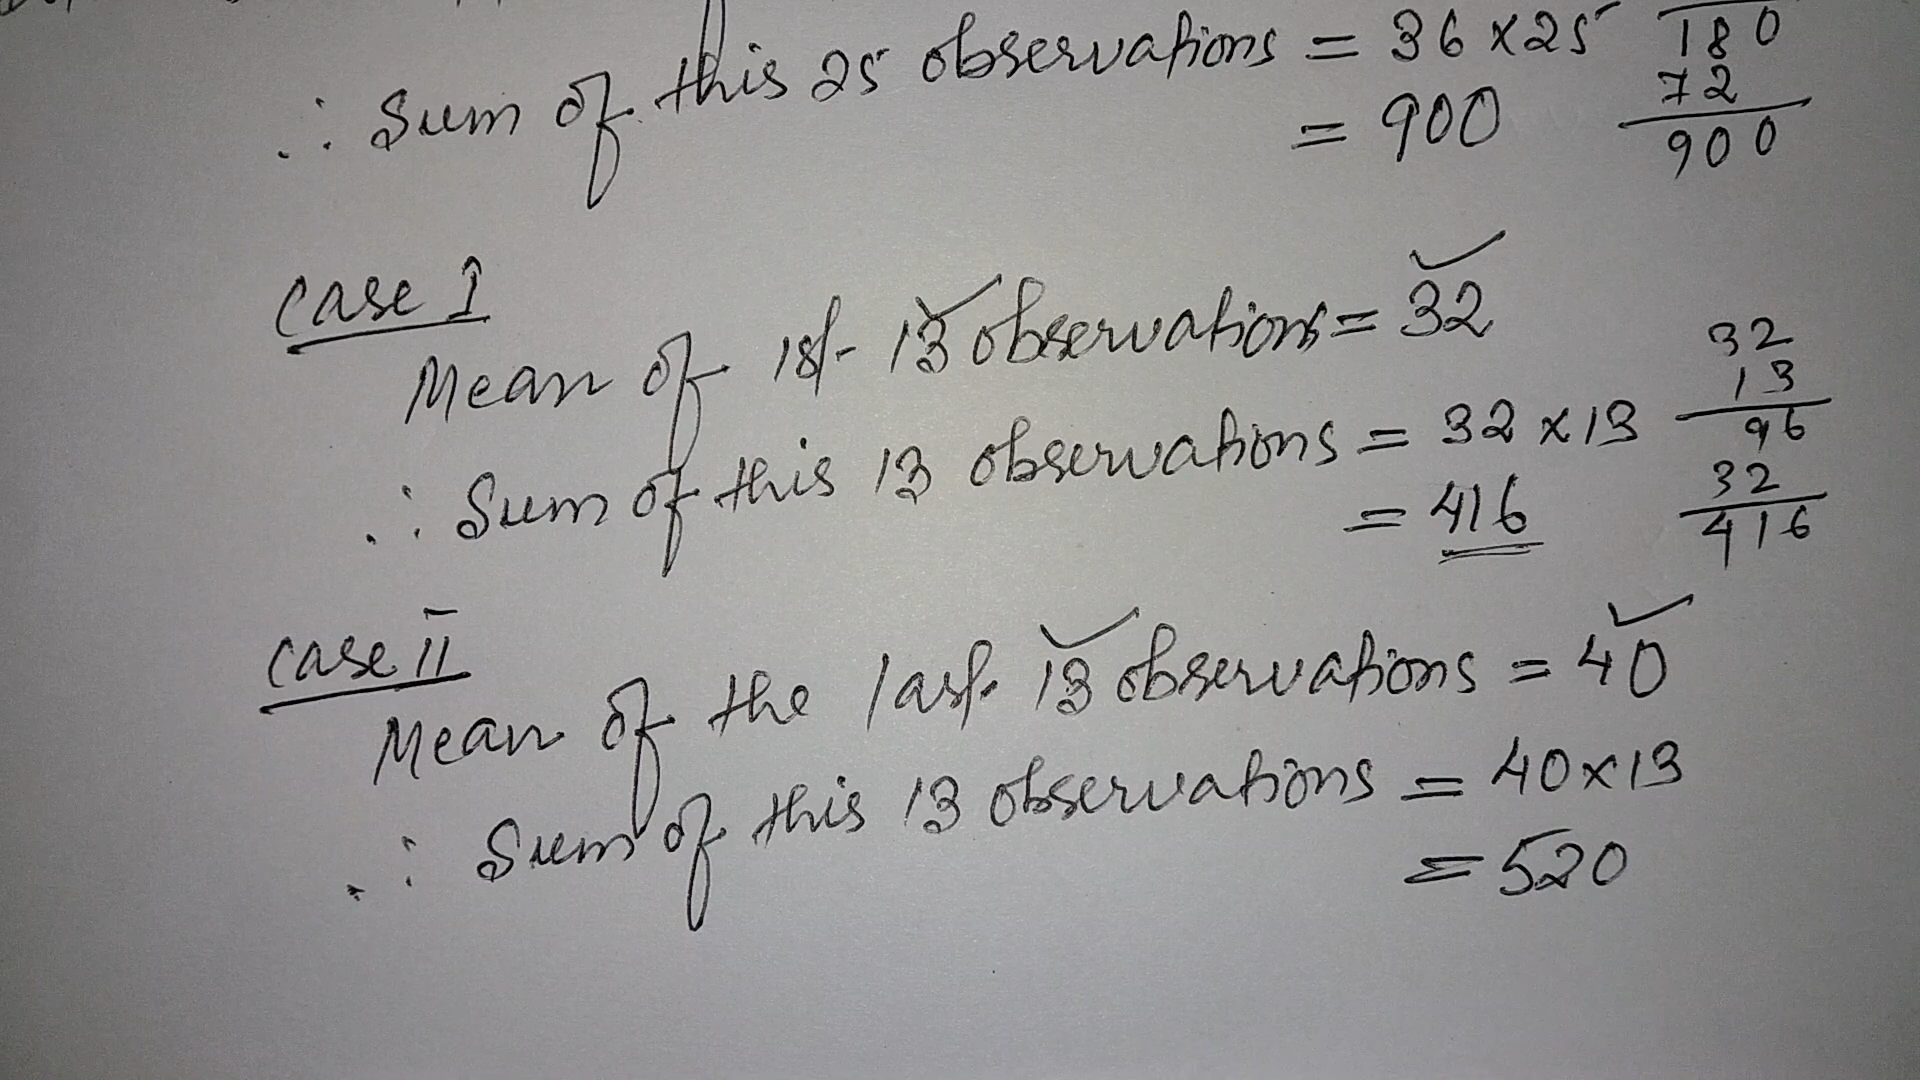 ∴ Sum of this 25 observations = 36 x 25
= 900
180
72
900
Case I
Mean of 1st 13 observations = 32
∴ Sum of this 13 observations = 32 x 13
= 416
32
13
96
32
416
Case II
Mean of the last 13 observations = 40
∴ Sum of this 13 observations = 40 x 13
= 520